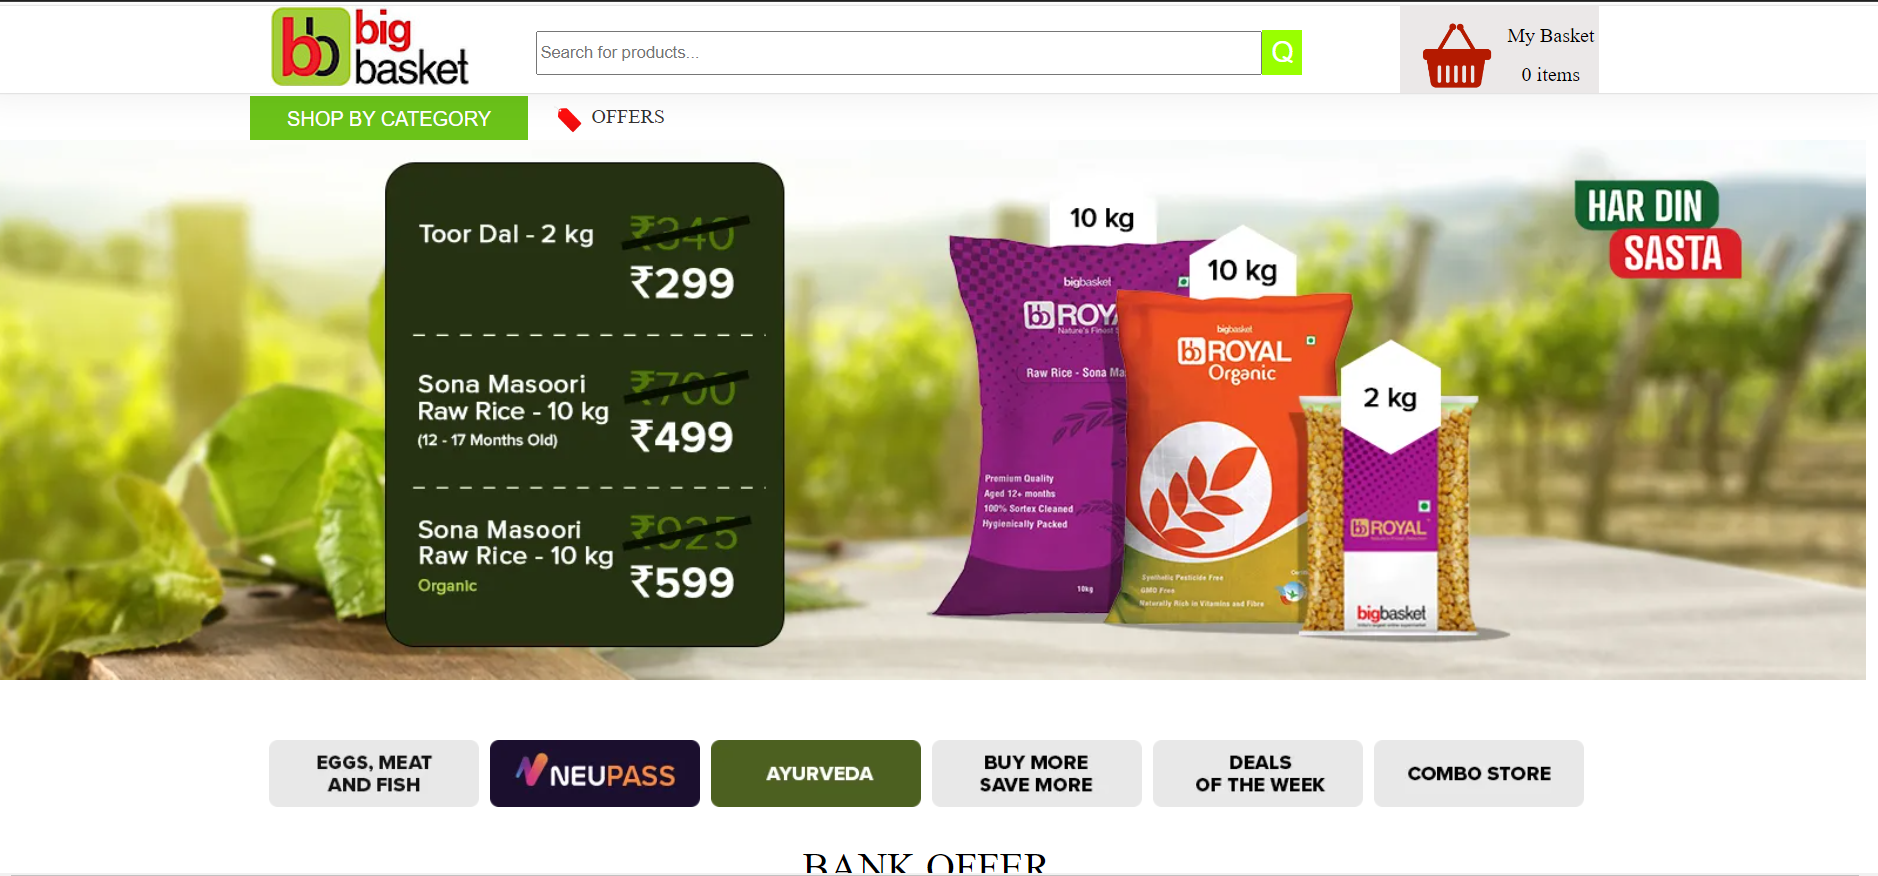 big
basket
Search for products...
Q
My Basket
0 items
SHOP BY CATEGORY
OFFERS
Toor Dal - 2 kg
₹340
₹299
Sona Masoori
Raw Rice - 10 kg
(12 - 17 Months Old)
₹700
₹499
Sona Masoori
Raw Rice - 10 kg
Organic
₹925
₹599
10 kg
bigbasket
bb ROYA
Nature's Finest
Raw Rice - Sona Ma
Premium Quality
Aged 12+ months
100% Sortex Cleaned
Hygienically Packed
10kg
10 kg
bigbasket
bb ROYAL
Organic
Synthetic Pesticide Free
GMO Free
Naturally Rich in Vitamins and Fibre
2 kg
bb ROYAL
bigbasket
HAR DIN
SASTA
EGGS, MEAT
AND FISH
NEUPASS
AYURVEDA
BUY MORE
SAVE MORE
DEALS
OF THE WEEK
COMBO STORE
BANK OFFER